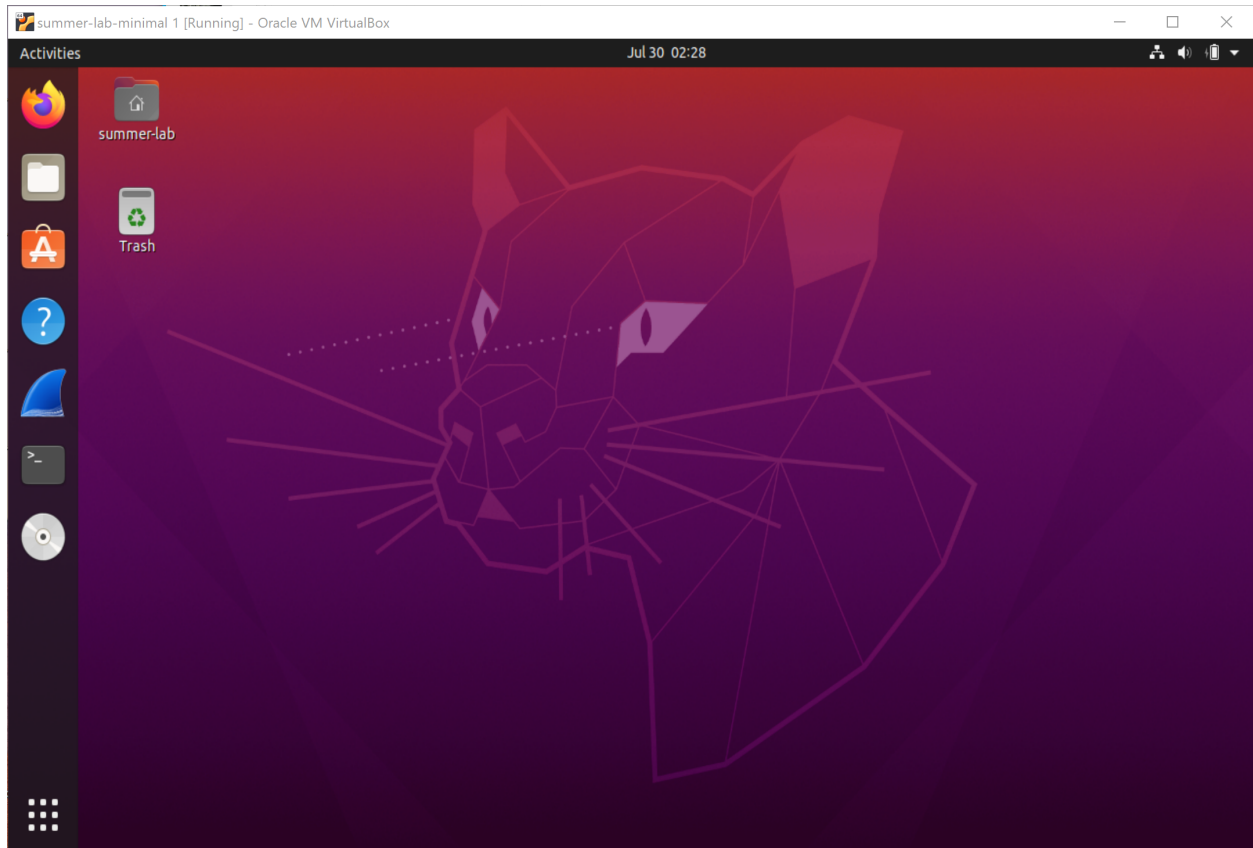 summer-lab-minimal 1 [Running] - Oracle VM VirtualBox
Activities
Jul 30 02:28
summer-lab
Trash